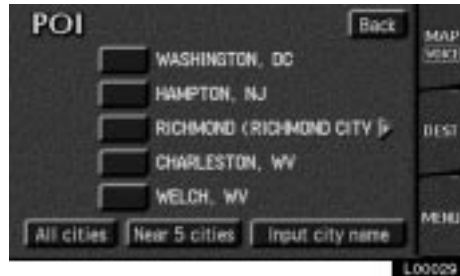 POI
Back
MAP
VOICE
WASHINGTON, DC
HAMPTON, NJ
RICHMOND (RICHMOND CITY
DEST
CHARLESTON, WV
WELCH, WV
MENU
All cities
Near 5 cities
Input city name
L00029